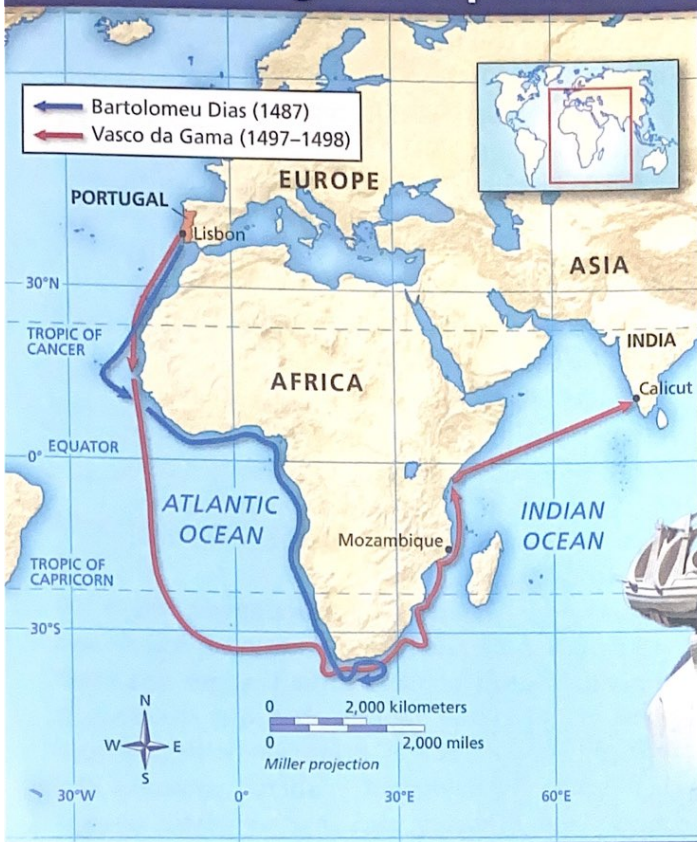 Bartolomeu Dias (1487)
Vasco da Gama (1497–1498)
EUROPE
PORTUGAL
Lisbon
ASIA
30°N
TROPIC OF
CANCER
INDIA
AFRICA
Calicut
EQUATOR
0°
ATLANTIC
OCEAN
INDIAN
OCEAN
Mozambique
TROPIC OF
CAPRICORN
30°S
N
W E
S
0 2,000 kilometers
0 2,000 miles
Miller projection
30°W 0° 30°E 60°E